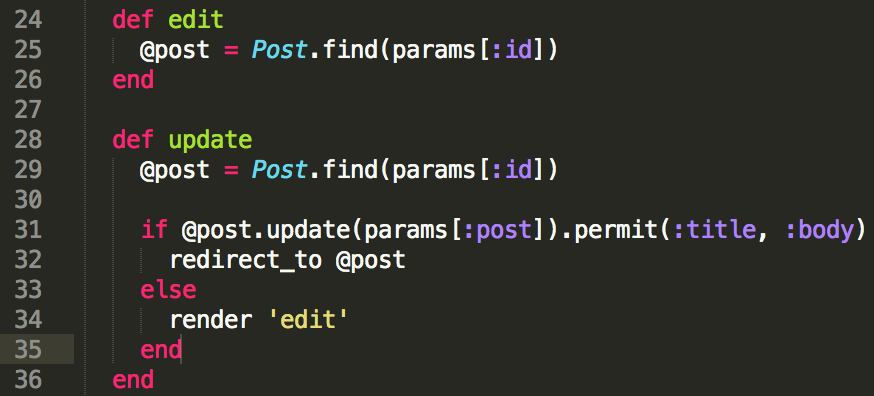 24 def edit
25 @post = Post.find(params[:id])
26 end
27
28 def update
29 @post = Post.find(params[:id])
30
31 if @post.update(params[:post]).permit(:title, :body)
32 redirect_to @post
33 else
34 render 'edit'
35 end
36 end